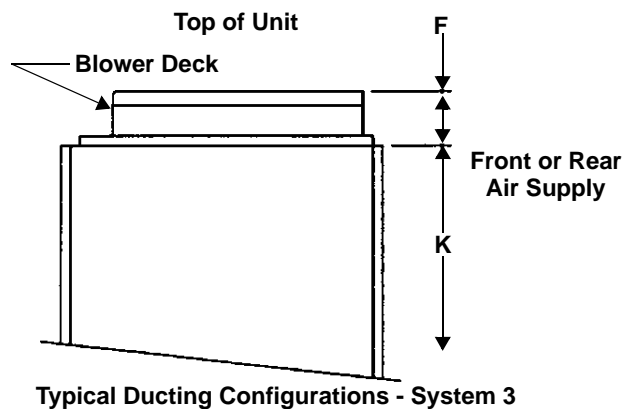 Top of Unit
F
Blower Deck
Front or Rear
Air Supply
K
Typical Ducting Configurations - System 3